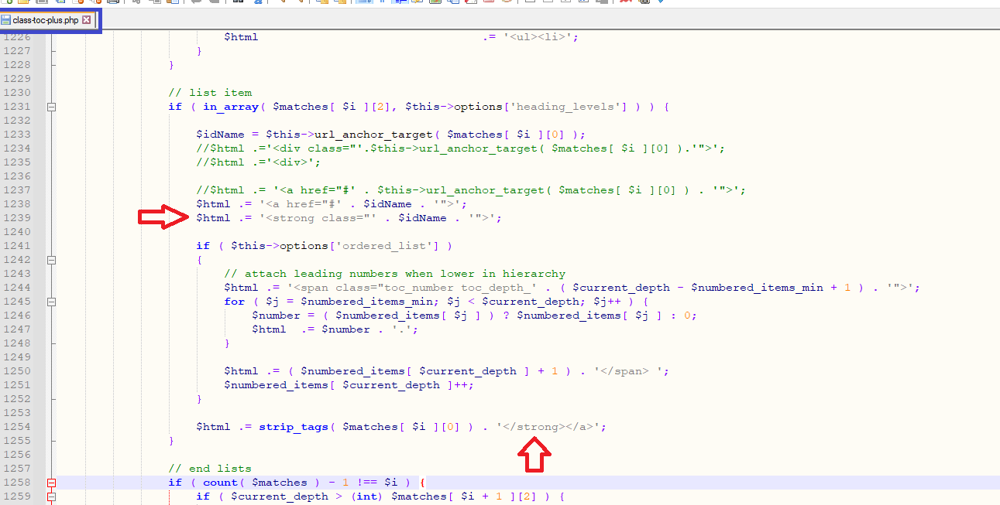 class-toc-plus.php
1226 $html .= '<ul><li>';
1227 }
1228 }
1229
1230 // list item
1231 if ( in_array( $matches[ $i ][2], $this->options['heading_levels'] ) ) {
1232
1233 $idName = $this->url_anchor_target( $matches[ $i ][0] );
1234 //$html .='<div class="'.$this->url_anchor_target( $matches[ $i ][0] ).'">';
1235 //$html .='<div>';
1236
1237 //$html .= '<a href="#' . $this->url_anchor_target( $matches[ $i ][0] ) . '">';
1238 $html .= '<a href="#' . $idName . '">';
1239 $html .= '<strong class="' . $idName . '">';
1240
1241 if ( $this->options['ordered_list'] )
1242 {
1243 // attach leading numbers when lower in hierarchy
1244 $html .= '<span class="toc_number toc_depth_' . ( $current_depth - $numbered_items_min + 1 ) . '">';
1245 for ( $j = $numbered_items_min; $j < $current_depth; $j++ ) {
1246 $number = ( $numbered_items[ $j ] ) ? $numbered_items[ $j ] : 0;
1247 $html .= $number . '.';
1248 }
1249
1250 $html .= ( $numbered_items[ $current_depth ] + 1 ) . '</span> ';
1251 $numbered_items[ $current_depth ]++;
1252 }
1253
1254 $html .= strip_tags( $matches[ $i ][0] ) . '</strong></a>';
1255 }
1256
1257 // end lists
1258 if ( count( $matches ) - 1 !== $i ) {
1259 if ( $current_depth > (int) $matches[ $i + 1 ][2] ) {